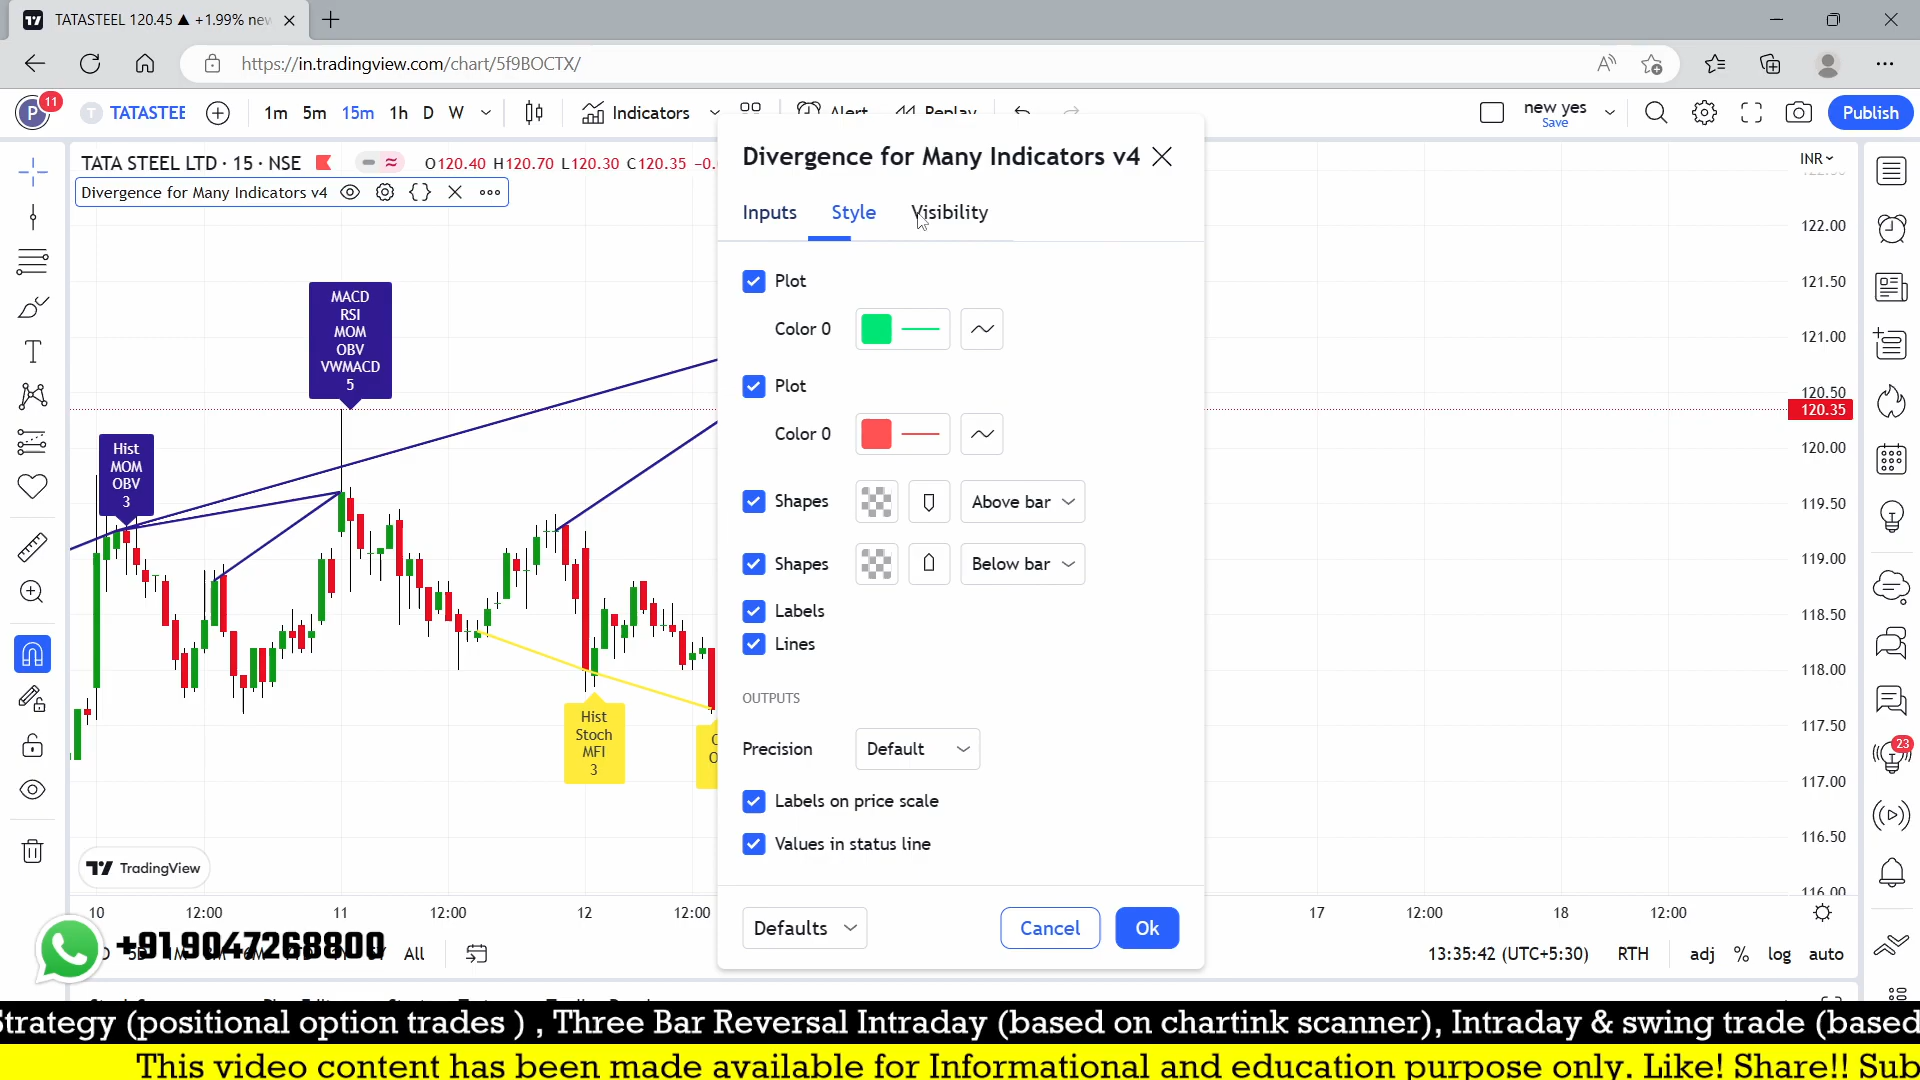 TATASTEEL 120.45 ▲ +1.99% new
https://in.tradingview.com/chart/5f9BOCTX/
P 11 TATASTEE 1m 5m 15m 1h D W Indicators Alert Replay new yes Save Publish
TATA STEEL LTD · 15 · NSE O120.40 H120.70 L120.30 C120.35 −0.
INR
Divergence for Many Indicators v4
Divergence for Many Indicators v4
Inputs Style Visibility
Plot
Color 0
Plot
Color 0
Shapes Above bar
Shapes Below bar
Labels
Lines
OUTPUTS
Precision Default
Labels on price scale
Values in status line
Defaults Cancel Ok
MACD
RSI
MOM
OBV
VWMACD
5
Hist
MOM
OBV
3
Hist
Stoch
MFI
3
122.00
121.50
121.00
120.50
120.35
120.00
119.50
119.00
118.50
118.00
117.50
117.00
116.50
116.00
23
TradingView
10 12:00 11 12:00 12 12:00 17 12:00 18 12:00
+91 9047268800
All
13:35:42 (UTC+5:30) RTH adj % log auto
Strategy (positional option trades ) , Three Bar Reversal Intraday (based on chartink scanner), Intraday & swing trade (based
This video content has been made available for Informational and education purpose only. Like! Share!! Sub